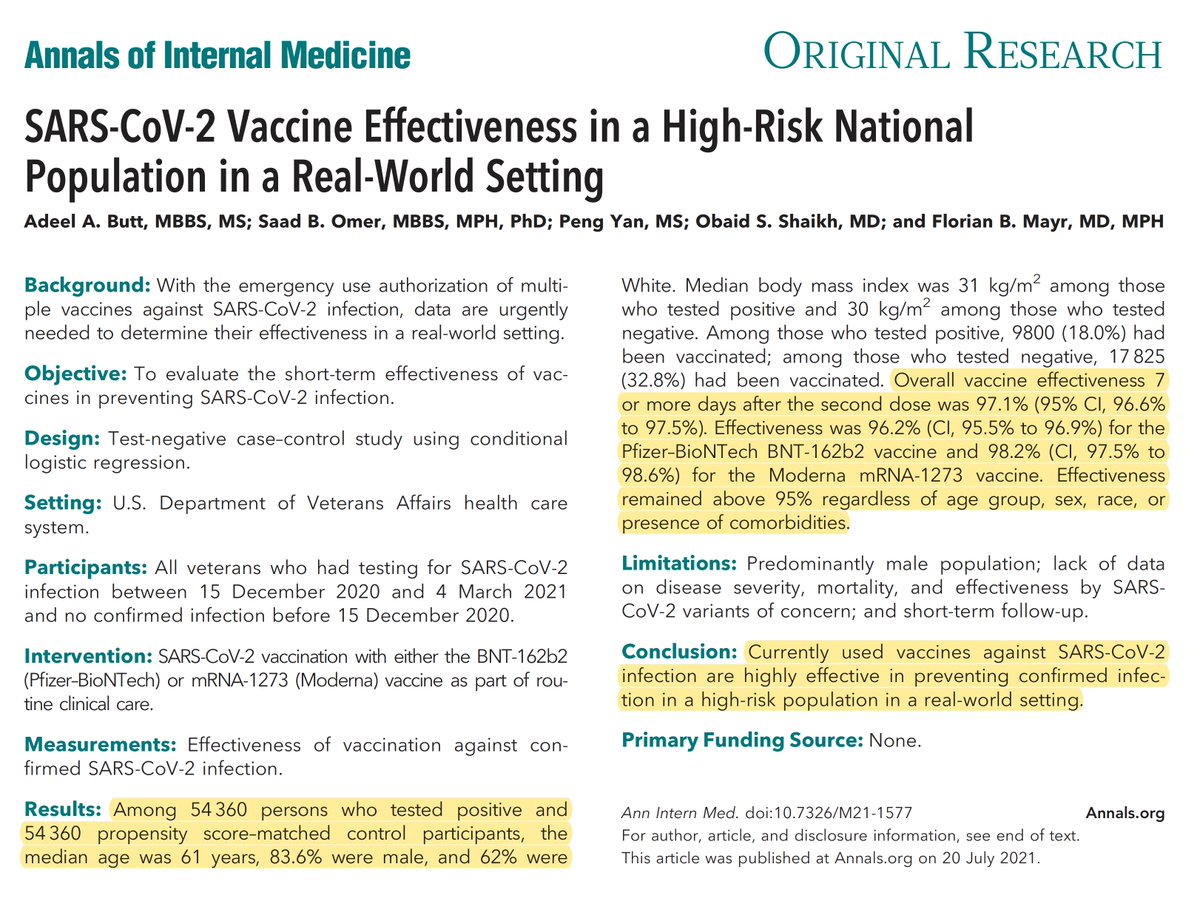 Annals of Internal Medicine
ORIGINAL RESEARCH
SARS-CoV-2 Vaccine Effectiveness in a High-Risk National
Population in a Real-World Setting
Adeel A. Butt, MBBS, MS; Saad B. Omer, MBBS, MPH, PhD; Peng Yan, MS; Obaid S. Shaikh, MD; and Florian B. Mayr, MD, MPH
Background: With the emergency use authorization of multi-
ple vaccines against SARS-CoV-2 infection, data are urgently
needed to determine their effectiveness in a real-world setting.
Objective: To evaluate the short-term effectiveness of vac-
cines in preventing SARS-CoV-2 infection.
Design: Test-negative case–control study using conditional
logistic regression.
Setting: U.S. Department of Veterans Affairs health care
system.
Participants: All veterans who had testing for SARS-CoV-2
infection between 15 December 2020 and 4 March 2021
and no confirmed infection before 15 December 2020.
Intervention: SARS-CoV-2 vaccination with either the BNT-162b2
(Pfizer–BioNTech) or mRNA-1273 (Moderna) vaccine as part of rou-
tine clinical care.
Measurements: Effectiveness of vaccination against con-
firmed SARS-CoV-2 infection.
Results: Among 54 360 persons who tested positive and
54 360 propensity score–matched control participants, the
median age was 61 years, 83.6% were male, and 62% were
White. Median body mass index was 31 kg/m² among those
who tested positive and 30 kg/m² among those who tested
negative. Among those who tested positive, 9800 (18.0%) had
been vaccinated; among those who tested negative, 17 825
(32.8%) had been vaccinated. Overall vaccine effectiveness 7
or more days after the second dose was 97.1% (95% CI, 96.6%
to 97.5%). Effectiveness was 96.2% (CI, 95.5% to 96.9%) for the
Pfizer–BioNTech BNT-162b2 vaccine and 98.2% (CI, 97.5% to
98.6%) for the Moderna mRNA-1273 vaccine. Effectiveness
remained above 95% regardless of age group, sex, race, or
presence of comorbidities.
Limitations: Predominantly male population; lack of data
on disease severity, mortality, and effectiveness by SARS-
CoV-2 variants of concern; and short-term follow-up.
Conclusion: Currently used vaccines against SARS-CoV-2
infection are highly effective in preventing confirmed infec-
tion in a high-risk population in a real-world setting.
Primary Funding Source: None.
Ann Intern Med. doi:10.7326/M21-1577 Annals.org
For author, article, and disclosure information, see end of text.
This article was published at Annals.org on 20 July 2021.